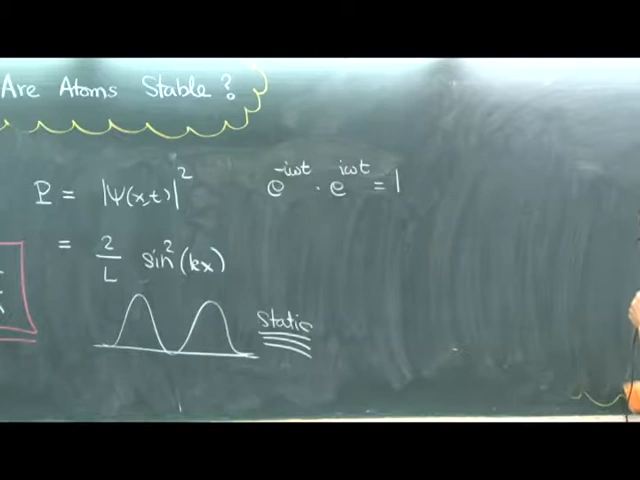 Are Atoms Stable?
P = |Ψ(x,t)|² e^{-iωt} · e^{iωt} = 1
= 2/L sin²(kx)
Static